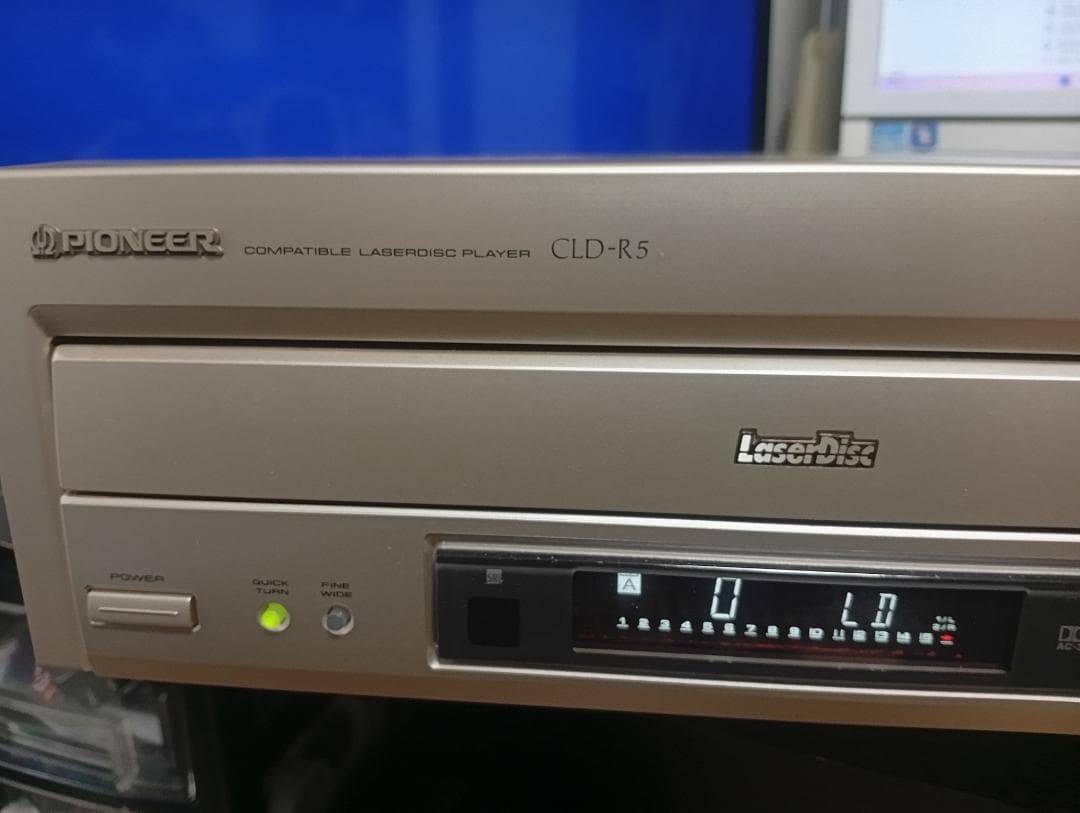 PIONEER COMPATIBLE LASERDISC PLAYER CLD-R5
LaserDisc
POWER
QUICK TURN
FINE WIDE
A
0 LD
1 2 3 4 5 6 7 8 9 10 11 12 13 14 15